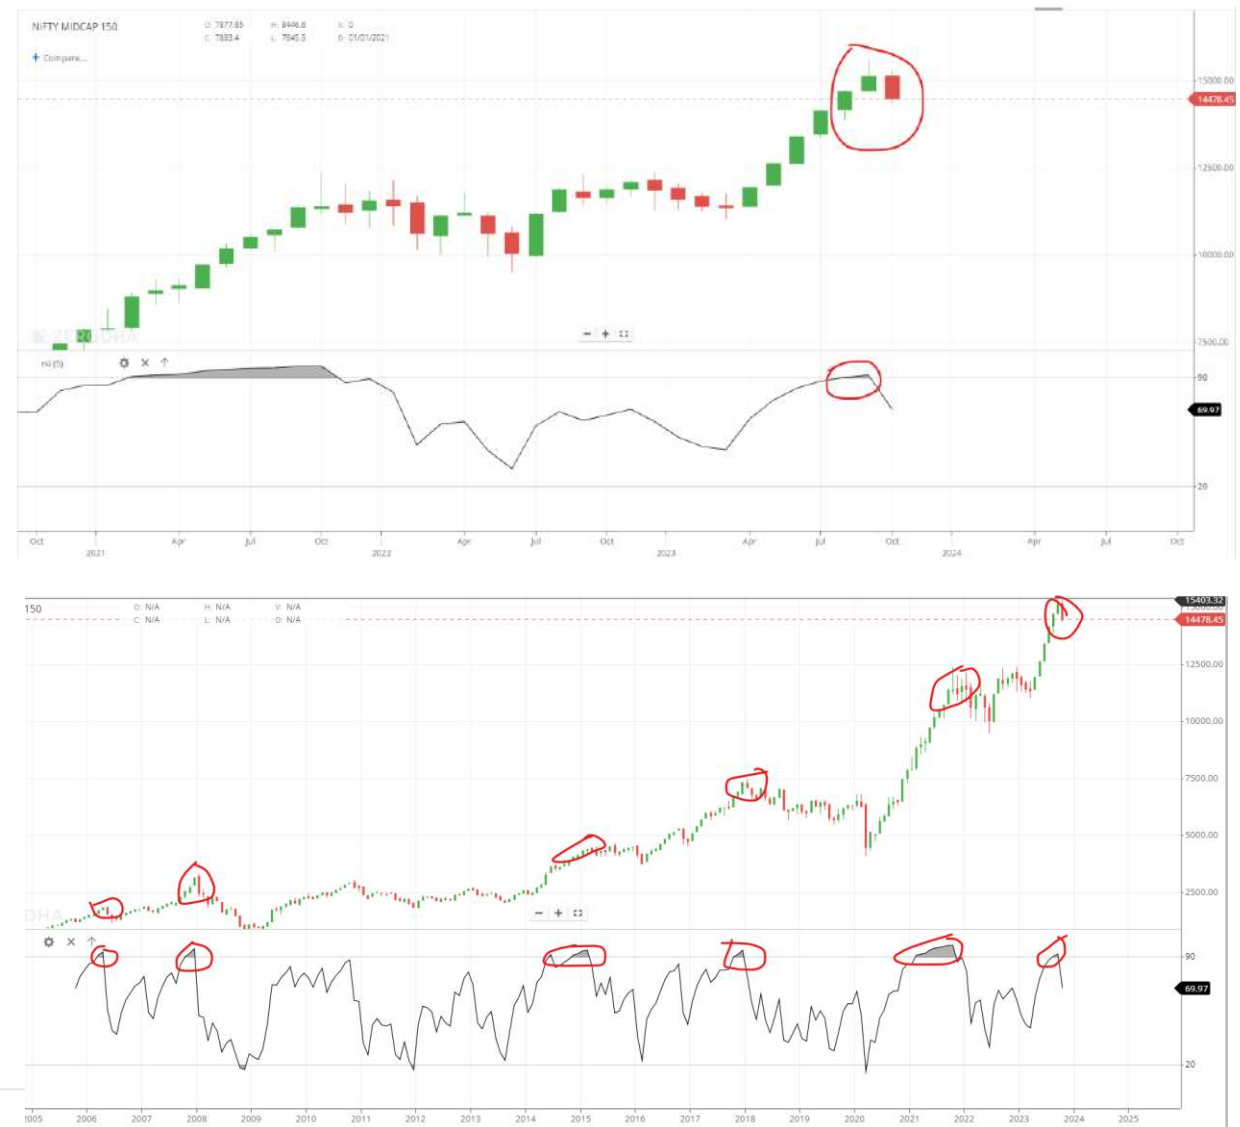 NIFTY MIDCAP 150 O: 7877.85 H: 8446.6 V: 0
C: 7883.4 L: 7845.3 D: 01/01/2021
+ Compare...
15000.00
14478.45
12500.00
10000.00
ZERODHA
7500.00
rsi (5)
90
69.97
20
Oct Apr Jul Oct Apr Jul Oct Apr Jul Oct Apr Jul Oct
2021 2022 2023 2024
150 O: N/A H: N/A V: N/A
C: N/A L: N/A D: N/A
15403.32
15000.00
14478.45
12500.00
10000.00
7500.00
5000.00
2500.00
DHA
90
69.97
20
2005 2006 2007 2008 2009 2010 2011 2012 2013 2014 2015 2016 2017 2018 2019 2020 2021 2022 2023 2024 2025